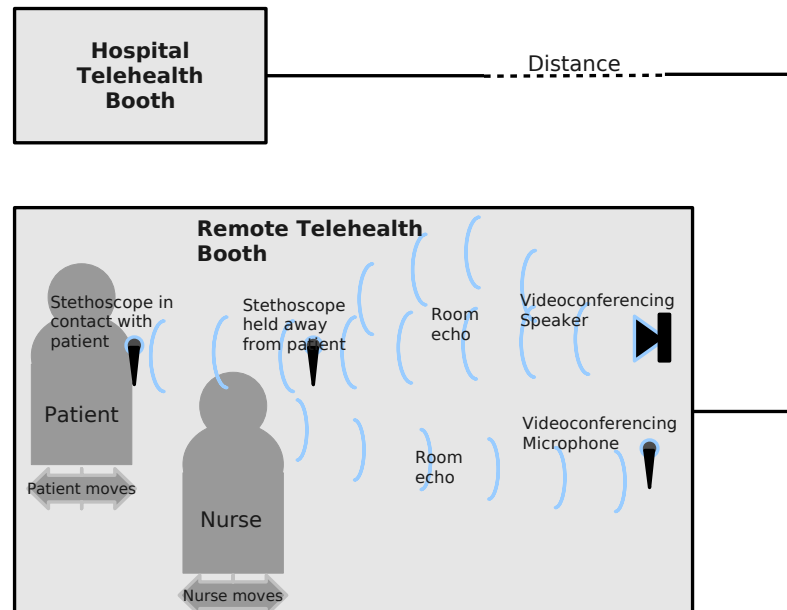 Hospital
Telehealth
Booth
Distance
Remote Telehealth
Booth
Stethoscope in
contact with
patient
Stethoscope
held away
from patient
Room
echo
Videoconferencing
Speaker
Patient
Videoconferencing
Microphone
Room
echo
Patient moves
Nurse
Nurse moves